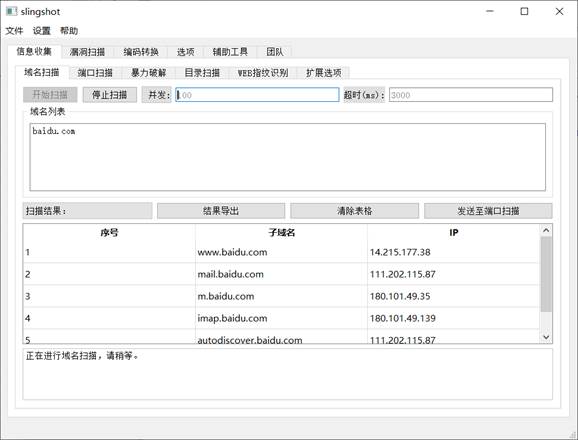 slingshot
文件 设置 帮助
信息收集 漏洞扫描 编码转换 选项 辅助工具 团队
域名扫描 端口扫描 暴力破解 目录扫描 WEB指纹识别 扩展选项
开始扫描 停止扫描 并发: 100 超时(ms): 3000
域名列表
baidu.com
扫描结果: 结果导出 清除表格 发送至端口扫描
序号 子域名 IP
1 www.baidu.com 14.215.177.38
2 mail.baidu.com 111.202.115.87
3 m.baidu.com 180.101.49.35
4 imap.baidu.com 180.101.49.139
5 autodiscover.baidu.com 111.202.115.87
正在进行域名扫描，请稍等。